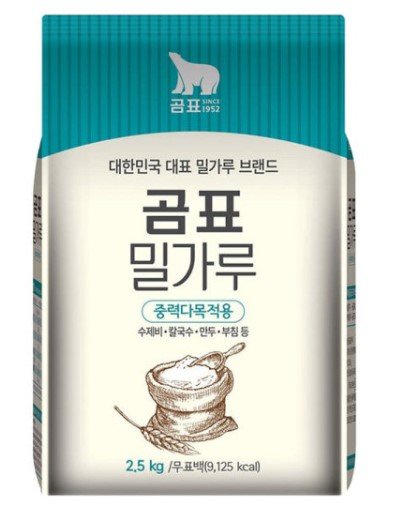 곰표 SINCE 1952
대한민국 대표 밀가루 브랜드
곰표
밀가루
중력다목적용
수제비·칼국수·만두·부침 등
2.5 kg /무표백(9,125 kcal)